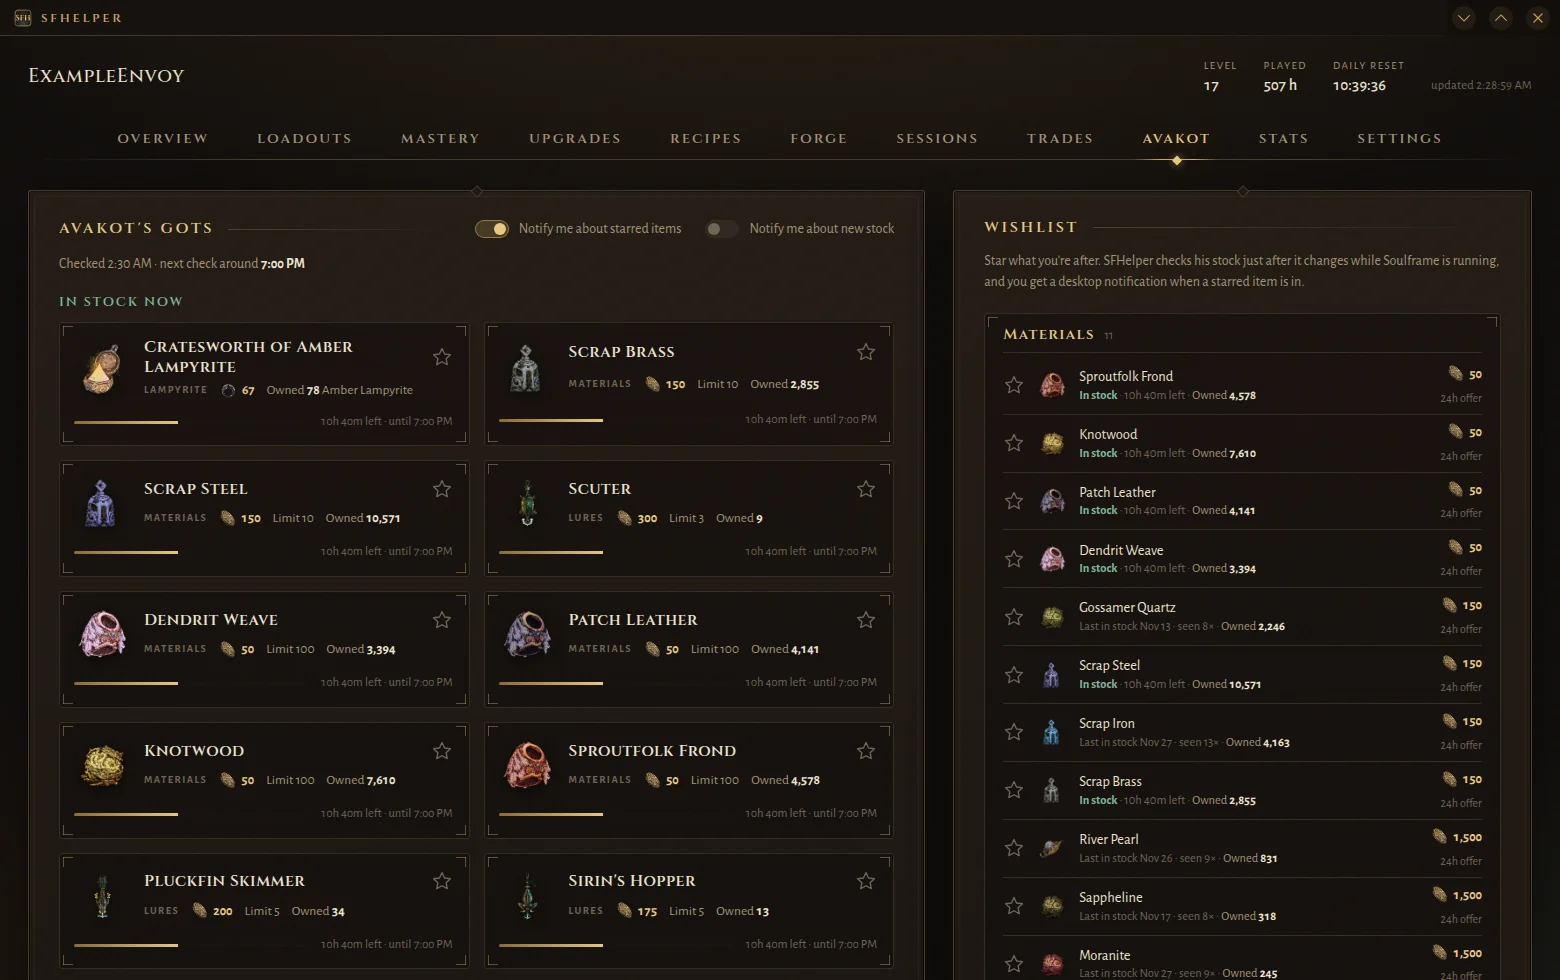 SFH SFHELPER
ExampleEnvoy
LEVEL PLAYED DAILY RESET
17 507 h 10:39:36 updated 2:28:59 AM
OVERVIEW LOADOUTS MASTERY UPGRADES RECIPES FORGE SESSIONS TRADES AVAKOT STATS SETTINGS
AVAKOT'S GOTS
Notify me about starred items Notify me about new stock
Checked 2:30 AM · next check around 7:00 PM
IN STOCK NOW
CRATESWORTH OF AMBER
LAMPYRITE
LAMPYRITE 67 Owned 78 Amber Lampyrite
10h 40m left · until 7:00 PM
SCRAP BRASS
MATERIALS 150 Limit 10 Owned 2,855
10h 40m left · until 7:00 PM
SCRAP STEEL
MATERIALS 150 Limit 10 Owned 10,571
10h 40m left · until 7:00 PM
SCUTER
LURES 300 Limit 3 Owned 9
10h 40m left · until 7:00 PM
DENDRIT WEAVE
MATERIALS 50 Limit 100 Owned 3,394
10h 40m left · until 7:00 PM
PATCH LEATHER
MATERIALS 50 Limit 100 Owned 4,141
10h 40m left · until 7:00 PM
KNOTWOOD
MATERIALS 50 Limit 100 Owned 7,610
10h 40m left · until 7:00 PM
SPROUTFOLK FROND
MATERIALS 50 Limit 100 Owned 4,578
10h 40m left · until 7:00 PM
PLUCKFIN SKIMMER
LURES 200 Limit 5 Owned 34
10h 40m left · until 7:00 PM
SIRIN'S HOPPER
LURES 175 Limit 5 Owned 13
10h 40m left · until 7:00 PM
WISHLIST
Star what you're after. SFHelper checks his stock just after it changes while Soulframe is running,
and you get a desktop notification when a starred item is in.
Materials 11
Sproutfolk Frond 50
In stock · 10h 40m left · Owned 4,578 24h offer
Knotwood 50
In stock · 10h 40m left · Owned 7,610 24h offer
Patch Leather 50
In stock · 10h 40m left · Owned 4,141 24h offer
Dendrit Weave 50
In stock · 10h 40m left · Owned 3,394 24h offer
Gossamer Quartz 150
Last in stock Nov 13 · seen 8× · Owned 2,246 24h offer
Scrap Steel 150
In stock · 10h 40m left · Owned 10,571 24h offer
Scrap Iron 150
Last in stock Nov 27 · seen 13× · Owned 4,163 24h offer
Scrap Brass 150
In stock · 10h 40m left · Owned 2,855 24h offer
River Pearl 1,500
Last in stock Nov 26 · seen 9× · Owned 831 24h offer
Sappheline 1,500
Last in stock Nov 17 · seen 8× · Owned 318 24h offer
Moranite 1,500
Last in stock Nov 27 · seen 9× · Owned 245 24h offer